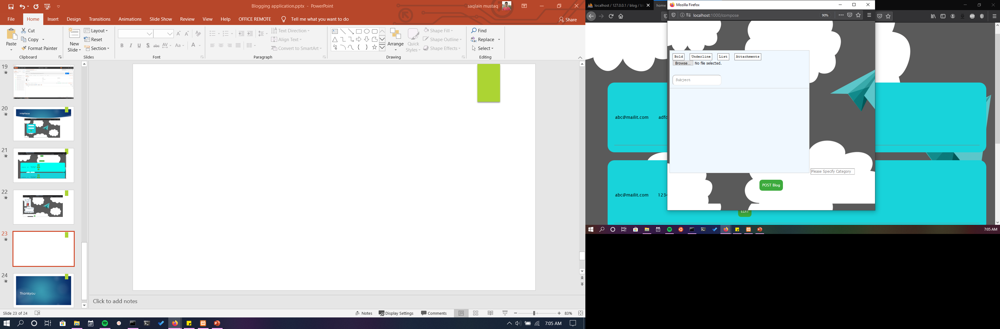 Blogging application.pptx - PowerPoint
saqlain mustaq
File Home Insert Design Transitions Animations Slide Show Review View Help OFFICE REMOTE Tell me what you want to do
Share
Paste
Cut
Copy
Format Painter
Clipboard
New
Slide
Layout
Reset
Section
Slides
B I U S abc AV Aa A
Font
Text Direction
Align Text
Convert to SmartArt
Paragraph
Arrange
Quick
Styles
Shape Fill
Shape Outline
Shape Effects
Drawing
Find
Replace
Select
Editing
19
20
Interface
21
22
23
24
Thankyou
Click to add notes
Slide 23 of 24
Notes Display Settings Comments 83%
7:05 AM
localhost / 127.0.0.1 / blog /
home
Mozilla Firefox
localhost:1000/compose
90%
Bold Underline List Attachments
Browse... No file selected.
Subject
abc@mailit.com
Please Specify Category
POST Blog
abc@mailit.com
EDIT
7:05 AM